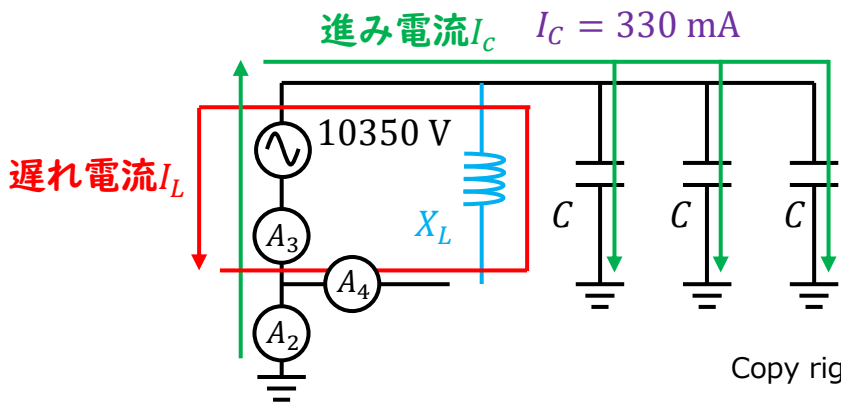 進み電流I_c I_C = 330 mA
10350 V
遅れ電流I_L
A_3
X_L
C C C
A_4
A_2
Copy rig